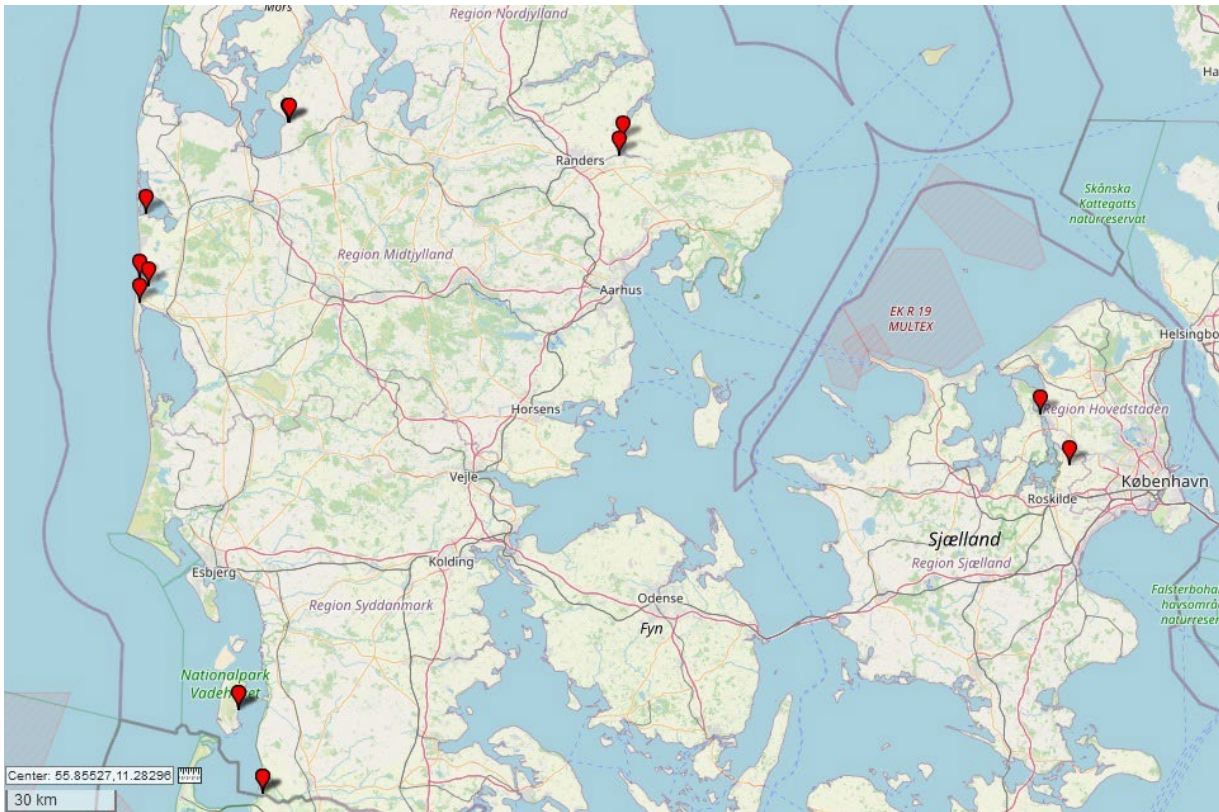 Mors
Region Nordjylland
Ha
Randers
Skånska
Kattegatts
naturreservat
Region Midtjylland
Aarhus
EK R 19
MULTEX
Helsingbo
Horsens
Region Hovedstaden
Vejle
København
Roskilde
Sjælland
Region Sjælland
Kolding
Esbjerg
Odense
Region Syddanmark
Fyn
Falsterboha
havsområ
naturreser
Nationalpark
Center: 55.85527,11.28296
30 km